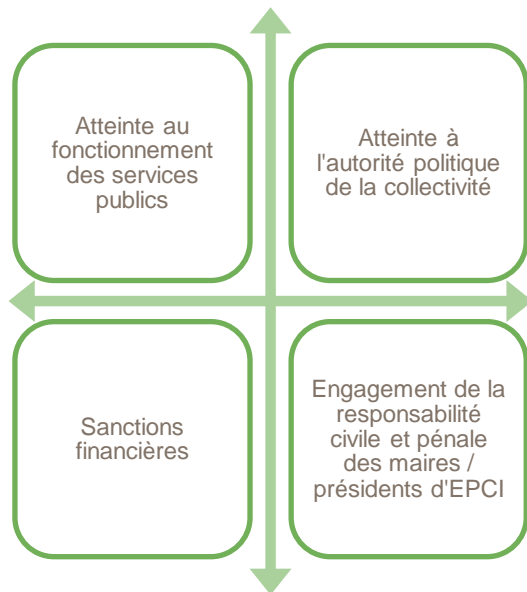 Atteinte au
fonctionnement
des services
publics
Atteinte à
l'autorité politique
de la collectivité
Sanctions
financières
Engagement de la
responsabilité
civile et pénale
des maires /
présidents d'EPCI